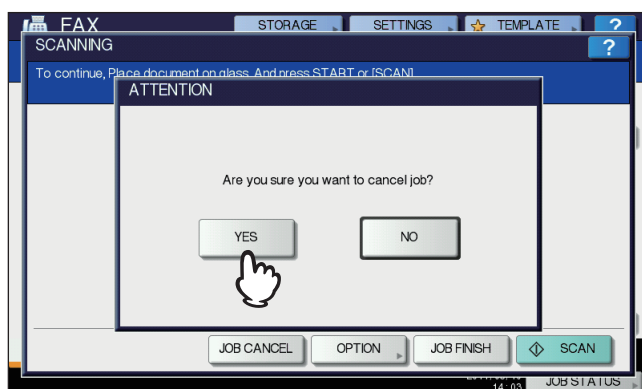 FAX STORAGE SETTINGS TEMPLATE ?
SCANNING ?
To continue, Place document on glass. And press START or [SCAN]
ATTENTION
Are you sure you want to cancel job?
YES NO
JOB CANCEL OPTION JOB FINISH SCAN
14:03 JOB STATUS